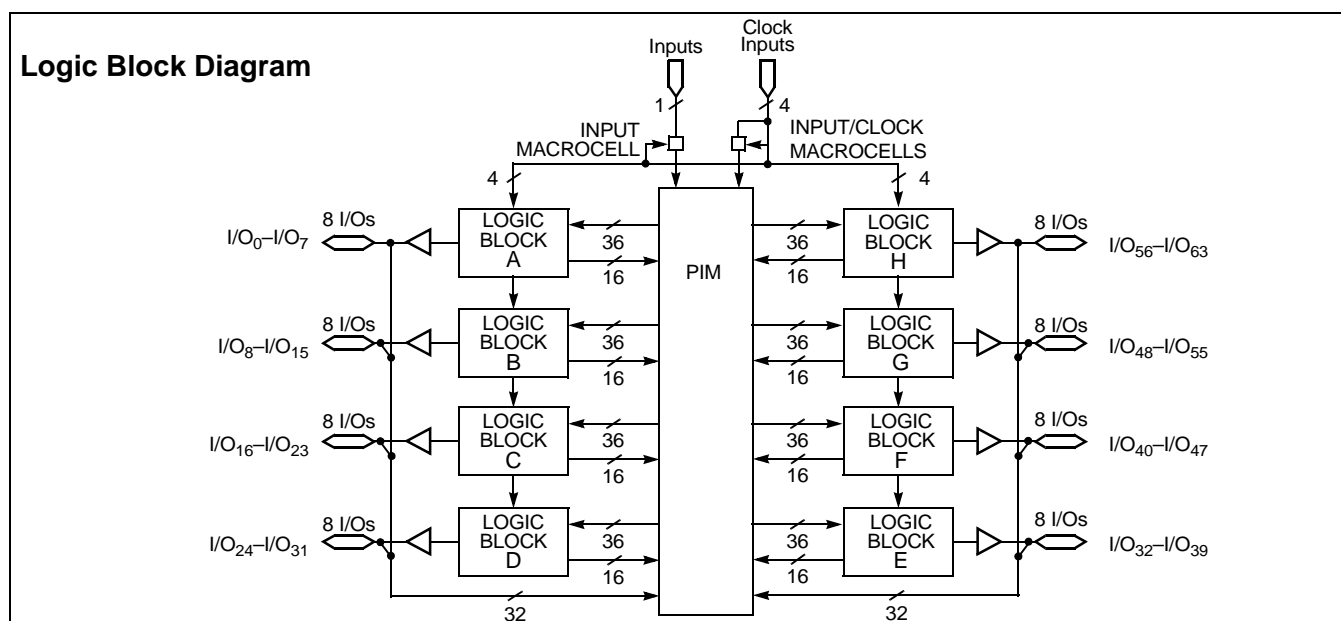 Logic Block Diagram
Inputs
Clock
Inputs
1
4
INPUT
MACROCELL
INPUT/CLOCK
MACROCELLS
4
4
PIM
I/O0–I/O7
8 I/Os
LOGIC
BLOCK
A
36
16
36
16
LOGIC
BLOCK
H
8 I/Os
I/O56–I/O63
I/O8–I/O15
8 I/Os
LOGIC
BLOCK
B
36
16
36
16
LOGIC
BLOCK
G
8 I/Os
I/O48–I/O55
I/O16–I/O23
8 I/Os
LOGIC
BLOCK
C
36
16
36
16
LOGIC
BLOCK
F
8 I/Os
I/O40–I/O47
I/O24–I/O31
8 I/Os
LOGIC
BLOCK
D
36
16
36
16
LOGIC
BLOCK
E
8 I/Os
I/O32–I/O39
32
32